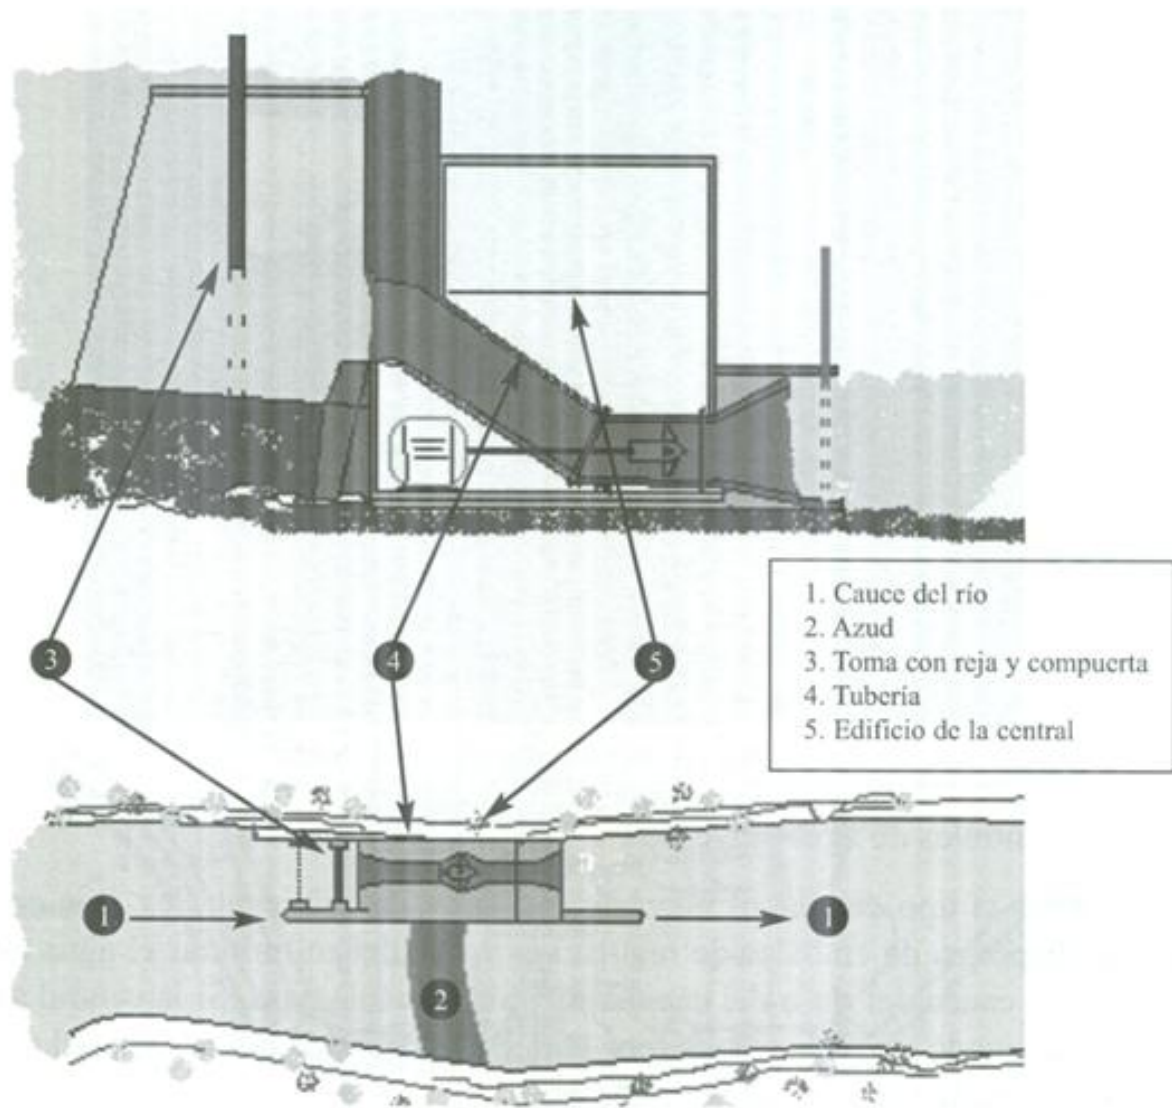 3
4
5
1. Cauce del río
2. Azud
3. Toma con reja y compuerta
4. Tubería
5. Edificio de la central
1
1
2